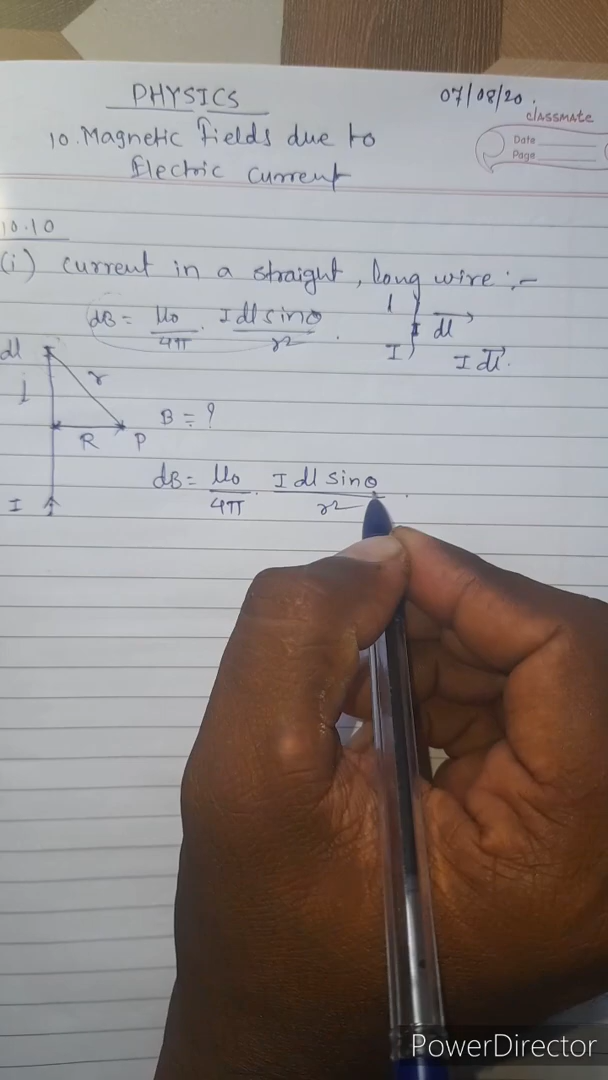 PHYSICS
07/08/20.
classmate
Date
Page
10. Magnetic Fields due to
Electric Current
10.10
(i) Current in a straight, long wire :-
dB = μ0/4π . I dl sinθ / r²
I dl
I I dl.
dl
r
l
B = ?
R P
dB = μ0/4π . I dl sinθ / r² .
I
PowerDirector